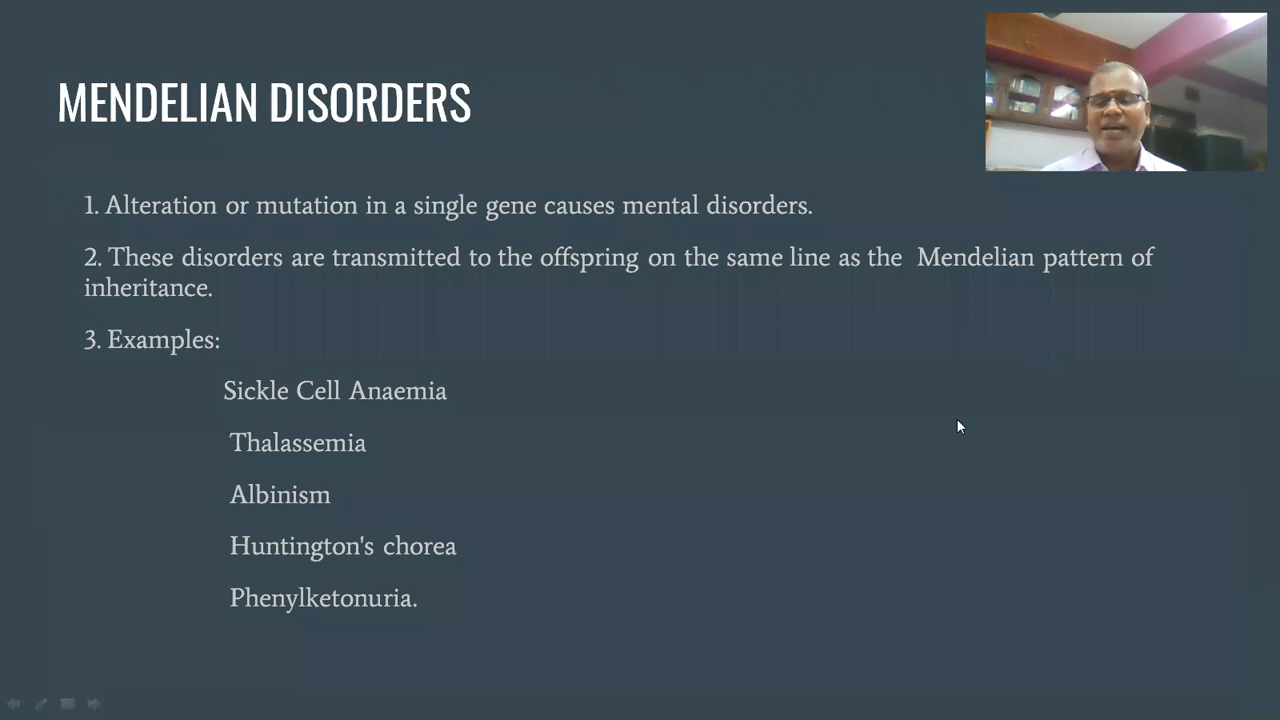 MENDELIAN DISORDERS
1. Alteration or mutation in a single gene causes mental disorders.
2. These disorders are transmitted to the offspring on the same line as the Mendelian pattern of
inheritance.
3. Examples:
Sickle Cell Anaemia
Thalassemia
Albinism
Huntington's chorea
Phenylketonuria.